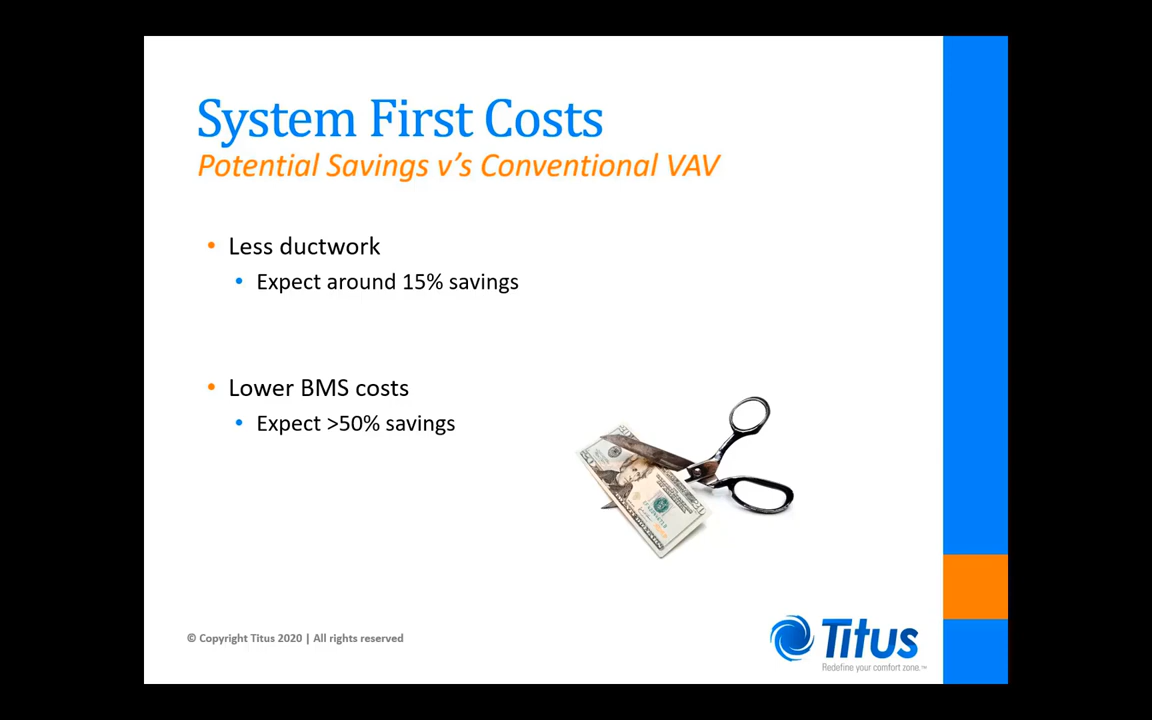 System First Costs
Potential Savings v's Conventional VAV
• Less ductwork
• Expect around 15% savings
• Lower BMS costs
• Expect >50% savings
© Copyright Titus 2020 | All rights reserved
Titus
Redefine your comfort zone.™